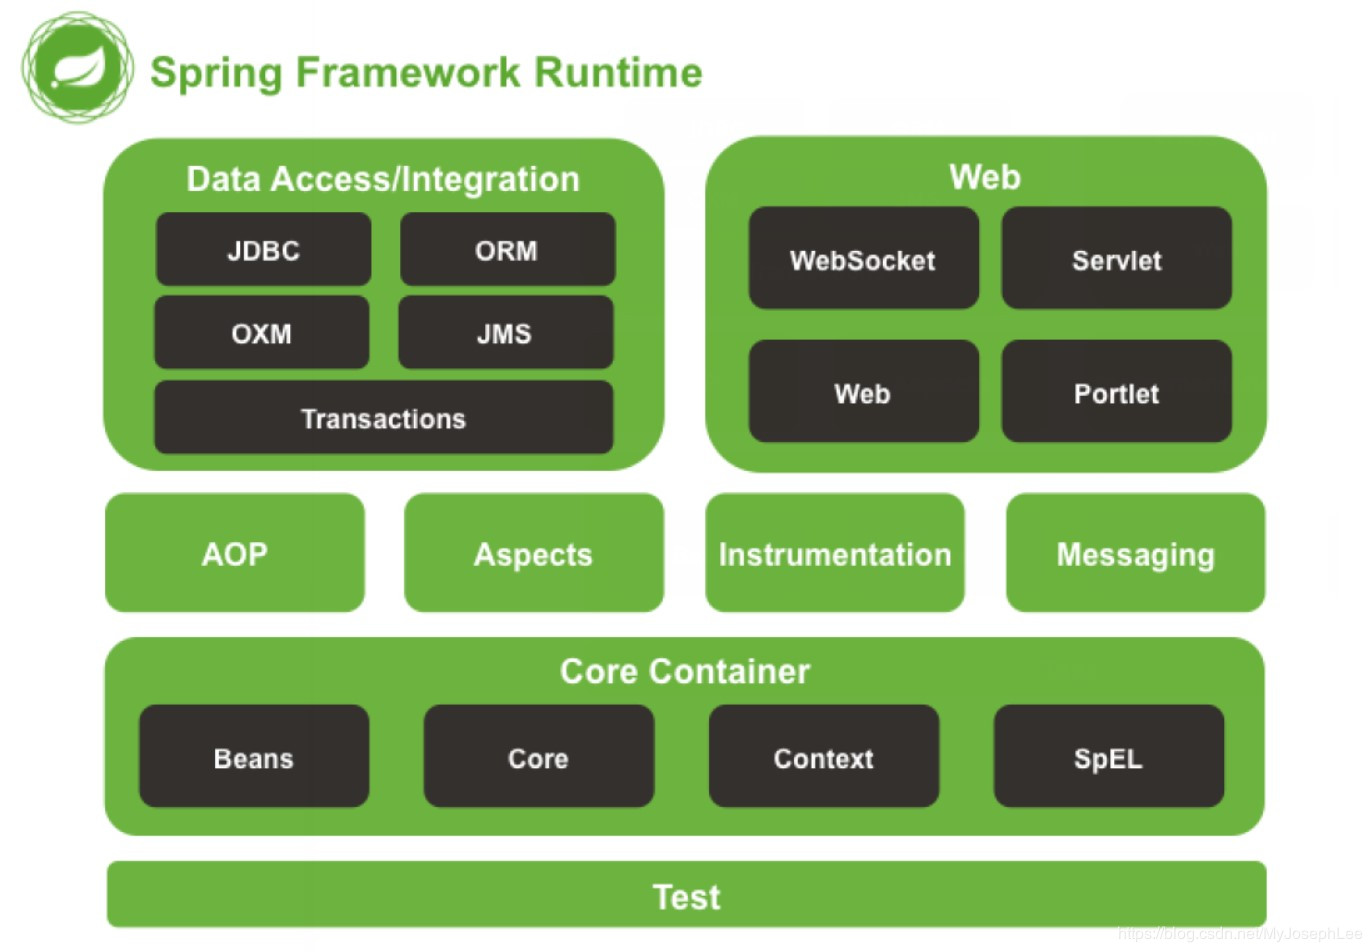 Spring Framework Runtime
Data Access/Integration
JDBC
ORM
OXM
JMS
Transactions
Web
WebSocket
Servlet
Web
Portlet
AOP
Aspects
Instrumentation
Messaging
Core Container
Beans
Core
Context
SpEL
Test
https://blog.csdn.net/MyJosephLee